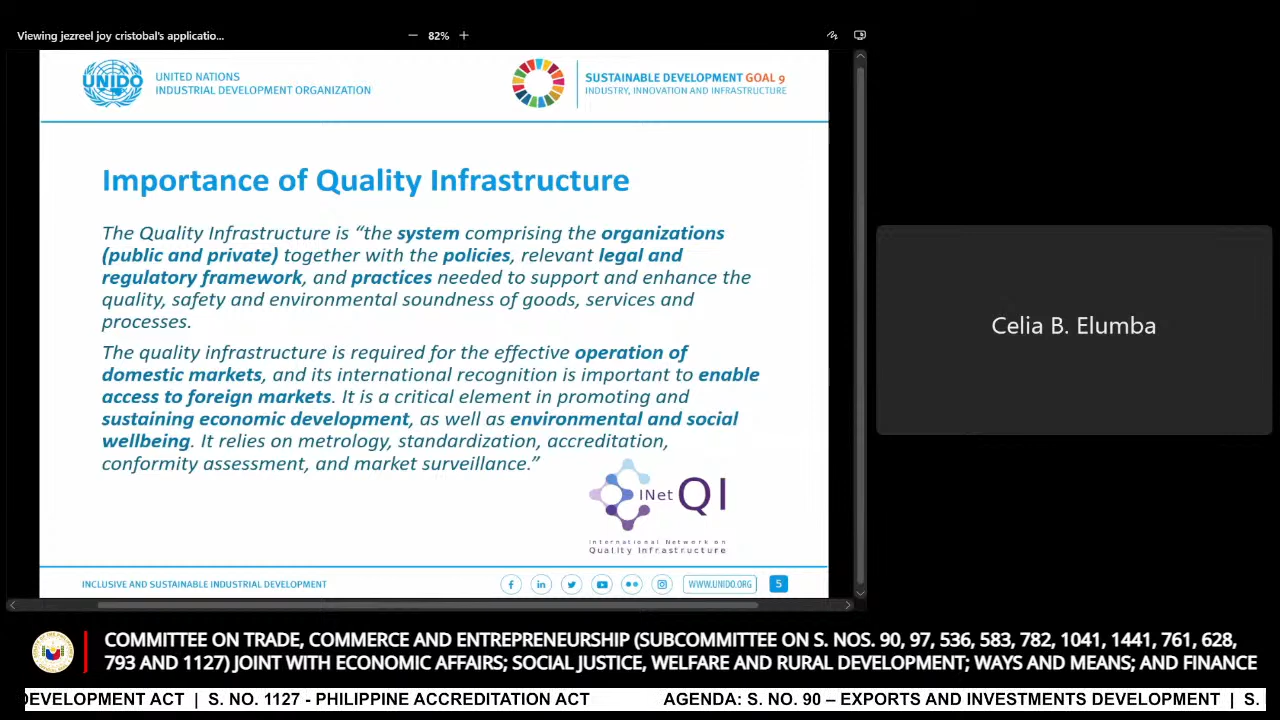 Viewing jezreel joy cristobal's applicatio...
82%
UNIDO
UNITED NATIONS
INDUSTRIAL DEVELOPMENT ORGANIZATION
SUSTAINABLE DEVELOPMENT GOAL 9
INDUSTRY, INNOVATION AND INFRASTRUCTURE
Importance of Quality Infrastructure
The Quality Infrastructure is “the system comprising the organizations
(public and private) together with the policies, relevant legal and
regulatory framework, and practices needed to support and enhance the
quality, safety and environmental soundness of goods, services and
processes.
The quality infrastructure is required for the effective operation of
domestic markets, and its international recognition is important to enable
access to foreign markets. It is a critical element in promoting and
sustaining economic development, as well as environmental and social
wellbeing. It relies on metrology, standardization, accreditation,
conformity assessment, and market surveillance.”
INet QI
International Network on
Quality Infrastructure
INCLUSIVE AND SUSTAINABLE INDUSTRIAL DEVELOPMENT
WWW.UNIDO.ORG
5
Celia B. Elumba
COMMITTEE ON TRADE, COMMERCE AND ENTREPRENEURSHIP (SUBCOMMITTEE ON S. NOS. 90, 97, 536, 583, 782, 1041, 1441, 761, 628,
793 AND 1127) JOINT WITH ECONOMIC AFFAIRS; SOCIAL JUSTICE, WELFARE AND RURAL DEVELOPMENT; WAYS AND MEANS; AND FINANCE
DEVELOPMENT ACT | S. NO. 1127 - PHILIPPINE ACCREDITATION ACT AGENDA: S. NO. 90 – EXPORTS AND INVESTMENTS DEVELOPMENT | S.